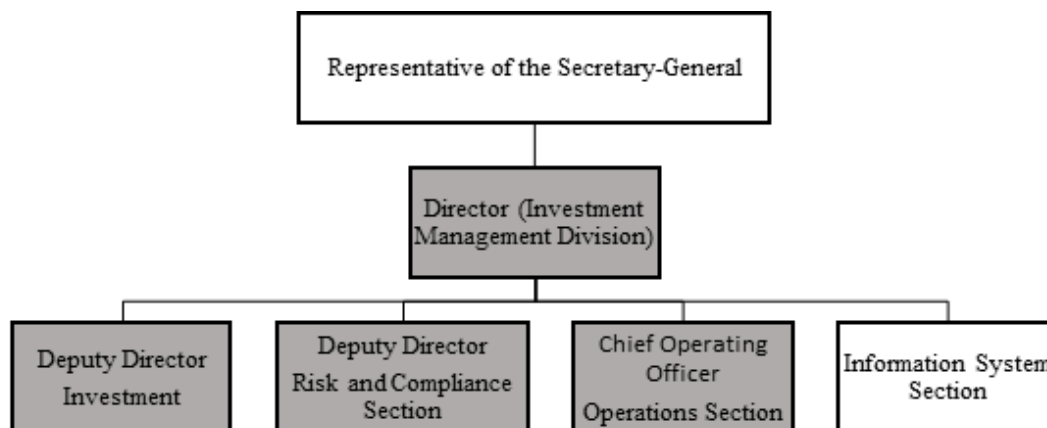 Representative of the Secretary-General
Director (Investment
Management Division)
Deputy Director
Investment
Deputy Director
Risk and Compliance
Section
Chief Operating
Officer
Operations Section
Information System
Section